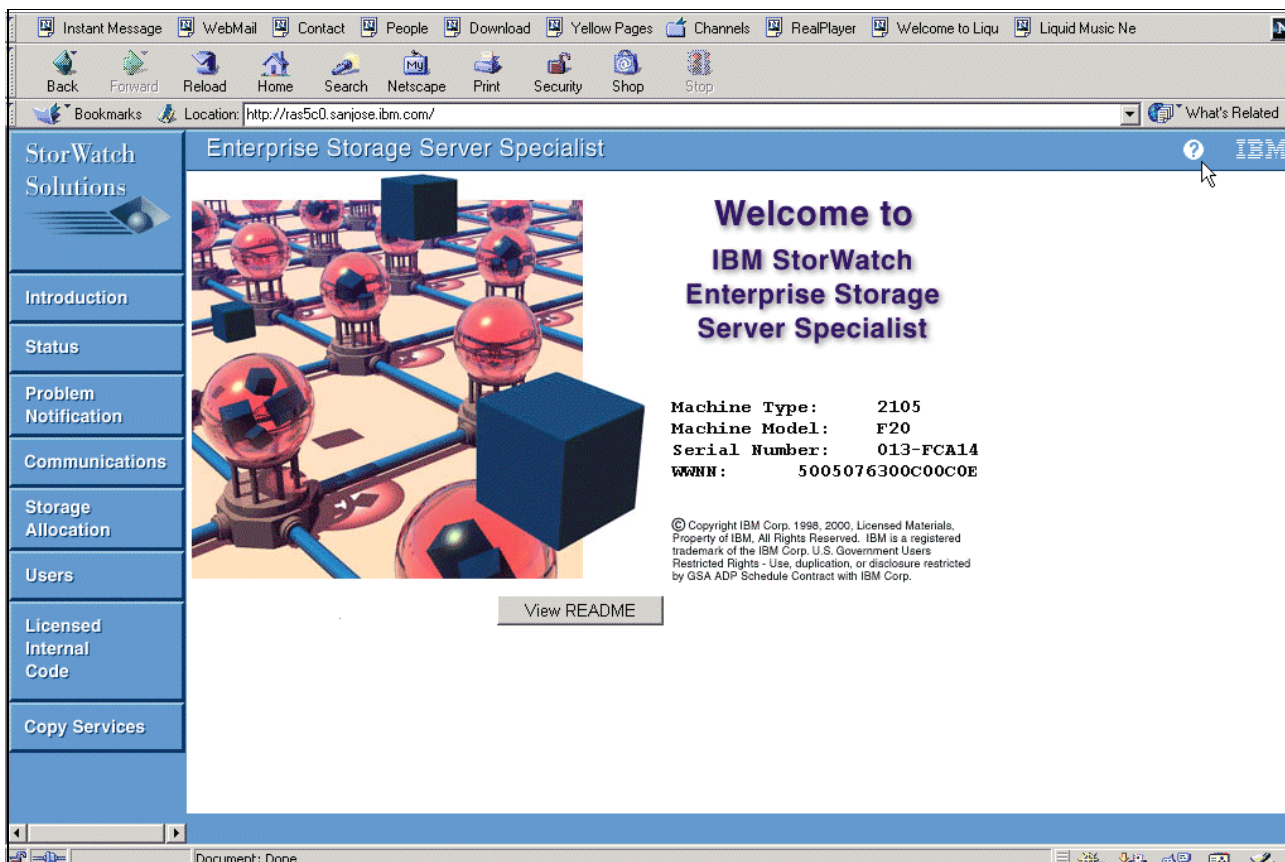 Instant Message WebMail Contact People Download Yellow Pages Channels RealPlayer Welcome to Liqu Liquid Music Ne
Back Forward Reload Home Search Netscape Print Security Shop Stop
My
Bookmarks Location: http://ras5c0.sanjose.ibm.com/ What's Related
StorWatch
Solutions
Enterprise Storage Server Specialist
? IBM
Introduction
Status
Problem
Notification
Communications
Storage
Allocation
Users
Licensed
Internal
Code
Copy Services
Welcome to
IBM StorWatch
Enterprise Storage
Server Specialist
Machine Type: 2105
Machine Model: F20
Serial Number: 013-FCA14
WWNN: 5005076300C00C0E
© Copyright IBM Corp. 1998, 2000, Licensed Materials,
Property of IBM, All Rights Reserved. IBM is a registered
trademark of the IBM Corp. U.S. Government Users
Restricted Rights - Use, duplication, or disclosure restricted
by GSA ADP Schedule Contract with IBM Corp.
View README
Document: Done